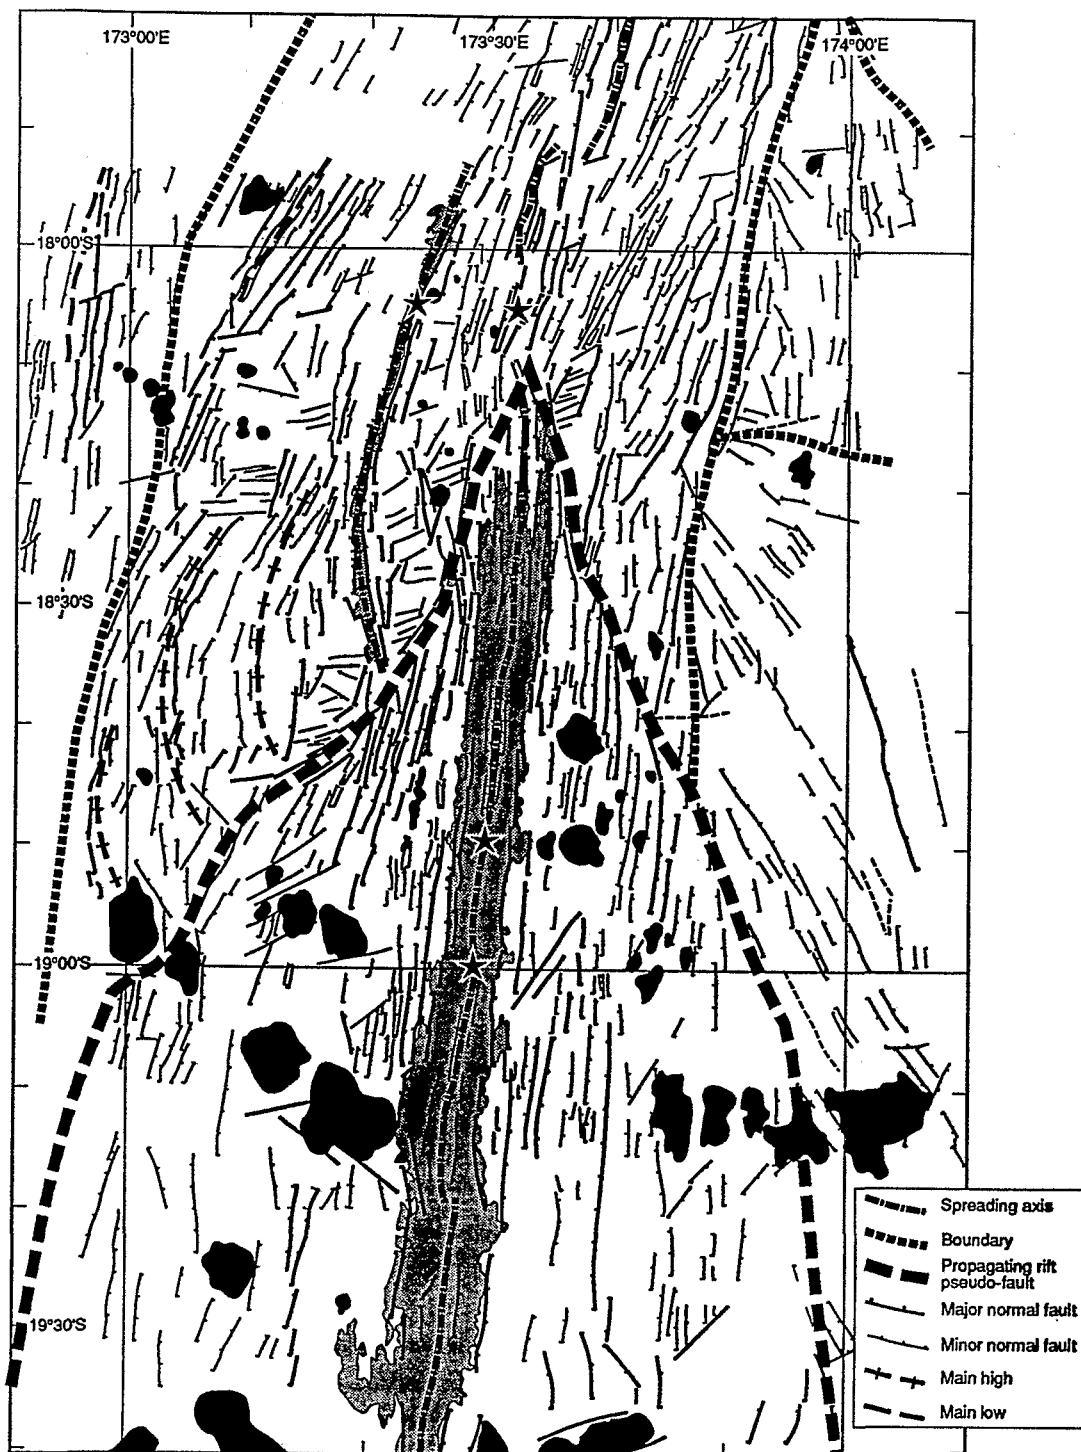 173°00'E
173°30'E
174°00'E
18°00'S
18°30'S
19°00'S
19°30'S
Spreading axis
Boundary
Propagating rift
pseudo-fault
Major normal fault
Minor normal fault
Main high
Main low